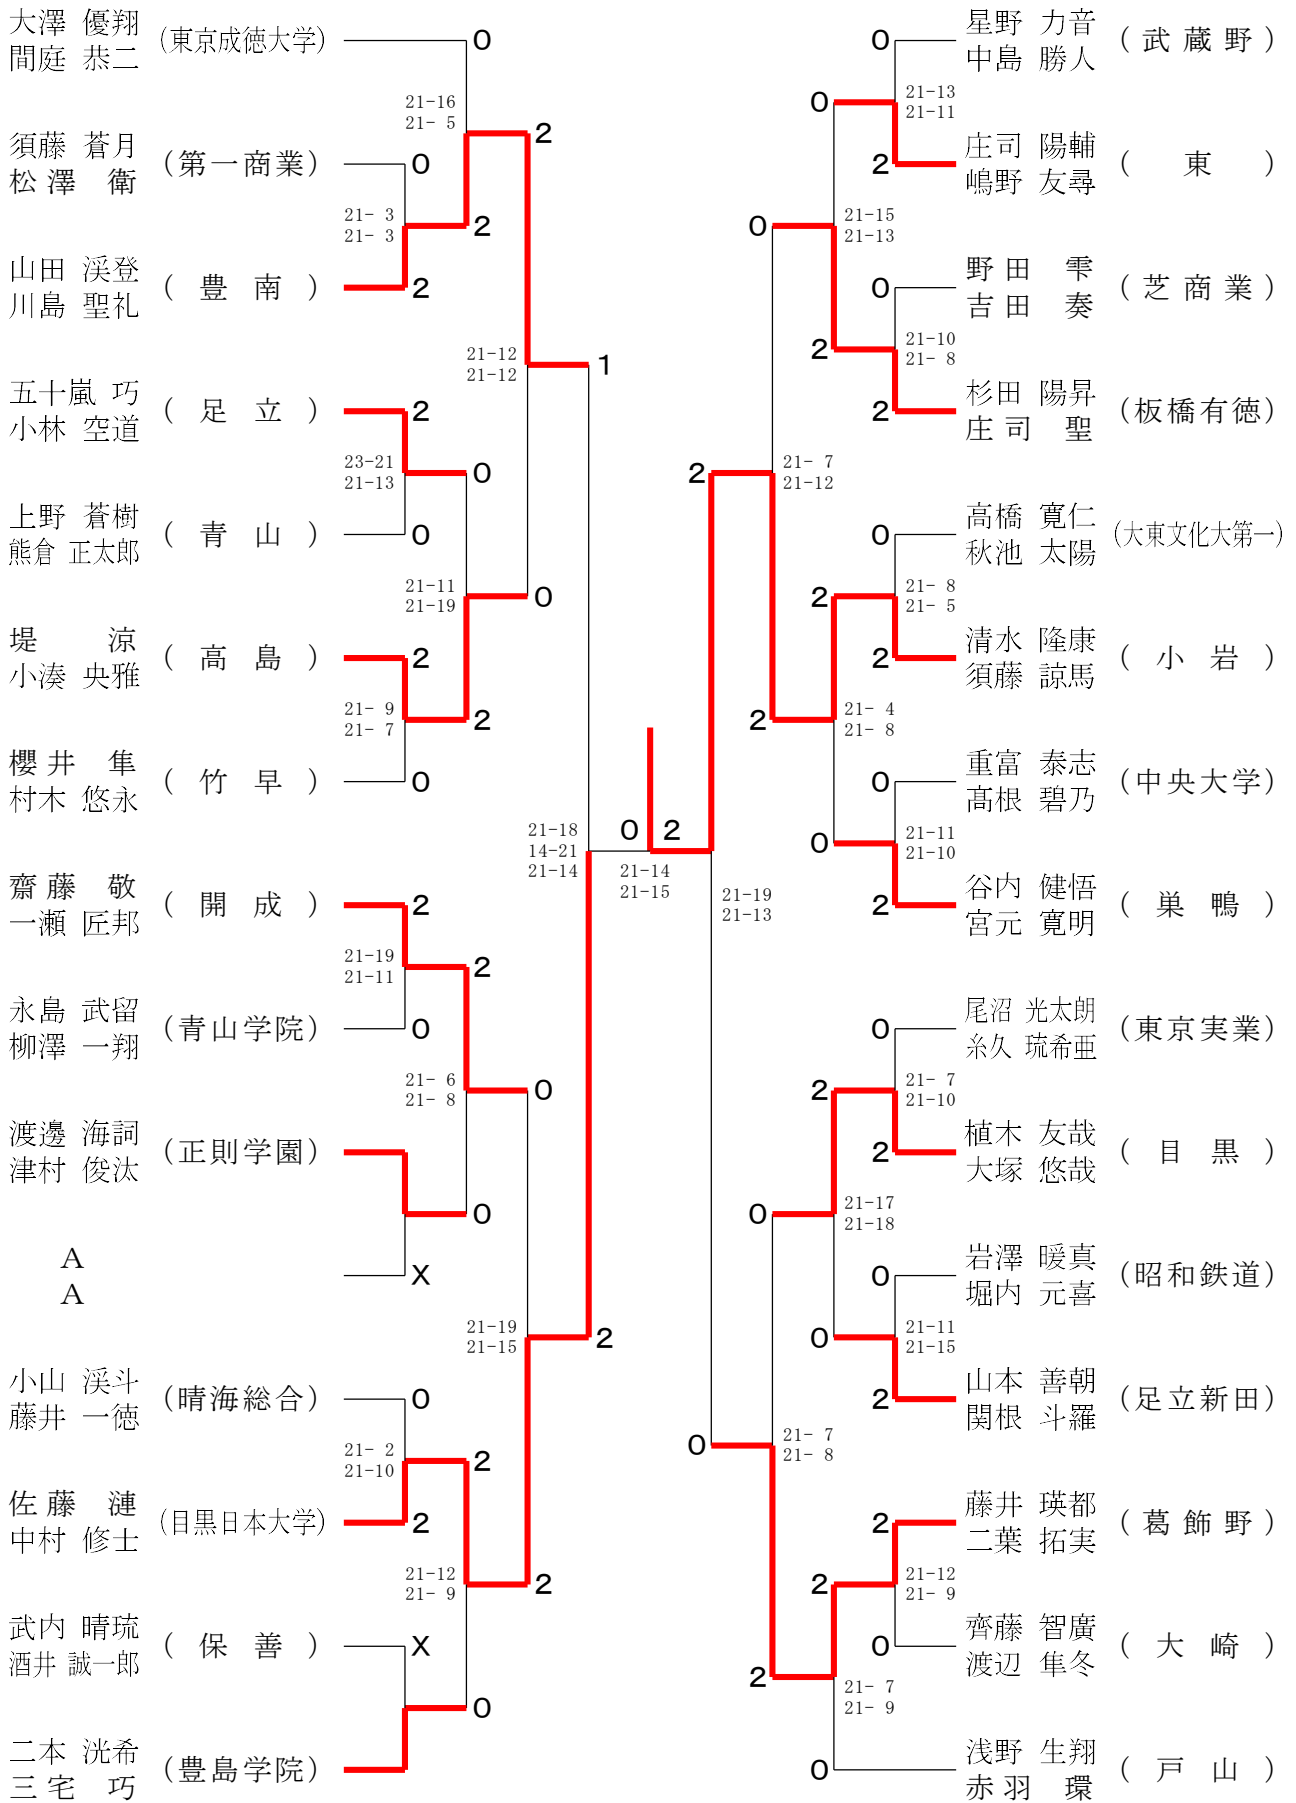 大澤 優翔
間庭 恭二
(東京成徳大学)
0
21-16
21- 5
2
須藤 蒼月
松澤 衛
(第一商業)
0
21- 3
21- 3
2
山田 渓登
川島 聖礼
(豊南)
2
21-12
21-12
1
五十嵐 巧
小林 空道
(足立)
2
23-21
21-13
0
上野 蒼樹
熊倉 正太郎
(青山)
0
21-11
21-19
0
堤 涼
小湊 央雅
(高島)
2
21- 9
21- 7
2
櫻井 隼
村木 悠永
(竹早)
0
21-18
14-21
21-14
0
2
21-14
21-15
齋藤 敬
一瀬 匠邦
(開成)
2
21-19
21-11
2
永島 武留
柳澤 一翔
(青山学院)
0
21- 6
21- 8
0
渡邊 海詞
津村 俊汰
(正則学園)
0
A
A
X
21-19
21-15
2
小山 渓斗
藤井 一徳
(晴海総合)
0
21- 2
21-10
2
佐藤 漣
中村 修士
(目黒日本大学)
2
21-12
21- 9
2
武内 晴琉
酒井 誠一郎
(保善)
X
0
二本 洸希
三宅 巧
(豊島学院)
0
星野 力音
中島 勝人
(武蔵野)
0
21-13
21-11
2
庄司 陽輔
嶋野 友尋
(東)
0
21-15
21-13
0
野田 雫
吉田 奏
(芝商業)
2
21-10
21- 8
2
杉田 陽昇
庄司 聖
(板橋有徳)
2
21- 7
21-12
0
高橋 寛仁
秋池 太陽
(大東文化大第一)
2
21- 8
21- 5
2
清水 隆康
須藤 諒馬
(小岩)
2
21- 4
21- 8
0
重富 泰志
髙根 碧乃
(中央大学)
0
21-11
21-10
2
谷内 健悟
宮元 寛明
(巣鴨)
21-19
21-13
0
尾沼 光太朗
糸久 琉希亜
(東京実業)
2
21- 7
21-10
2
植木 友哉
大塚 悠哉
(目黒)
0
21-17
21-18
0
岩澤 暖真
堀内 元喜
(昭和鉄道)
0
21-11
21-15
2
山本 善朝
関根 斗羅
(足立新田)
0
21- 7
21- 8
2
藤井 瑛都
二葉 拓実
(葛飾野)
2
21-12
21- 9
0
齊藤 智廣
渡辺 隼冬
(大崎)
2
21- 7
21- 9
0
浅野 生翔
赤羽 環
(戸山)